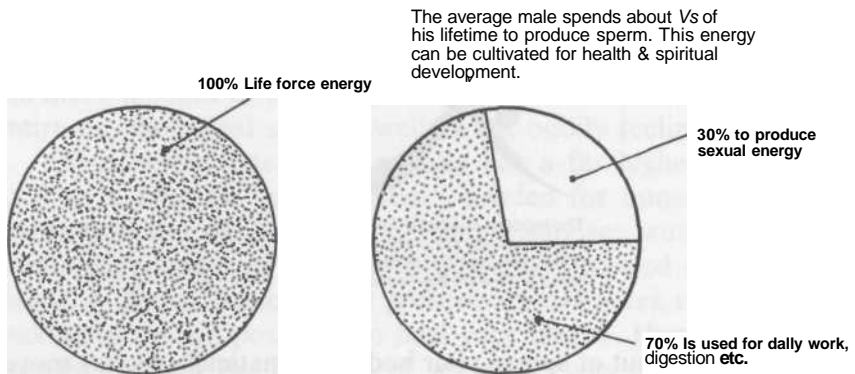 The average male spends about Vs of
his lifetime to produce sperm. This energy
can be cultivated for health & spiritual
development.
100% Life force energy
30% to produce
sexual energy
70% Is used for dally work,
digestion etc.